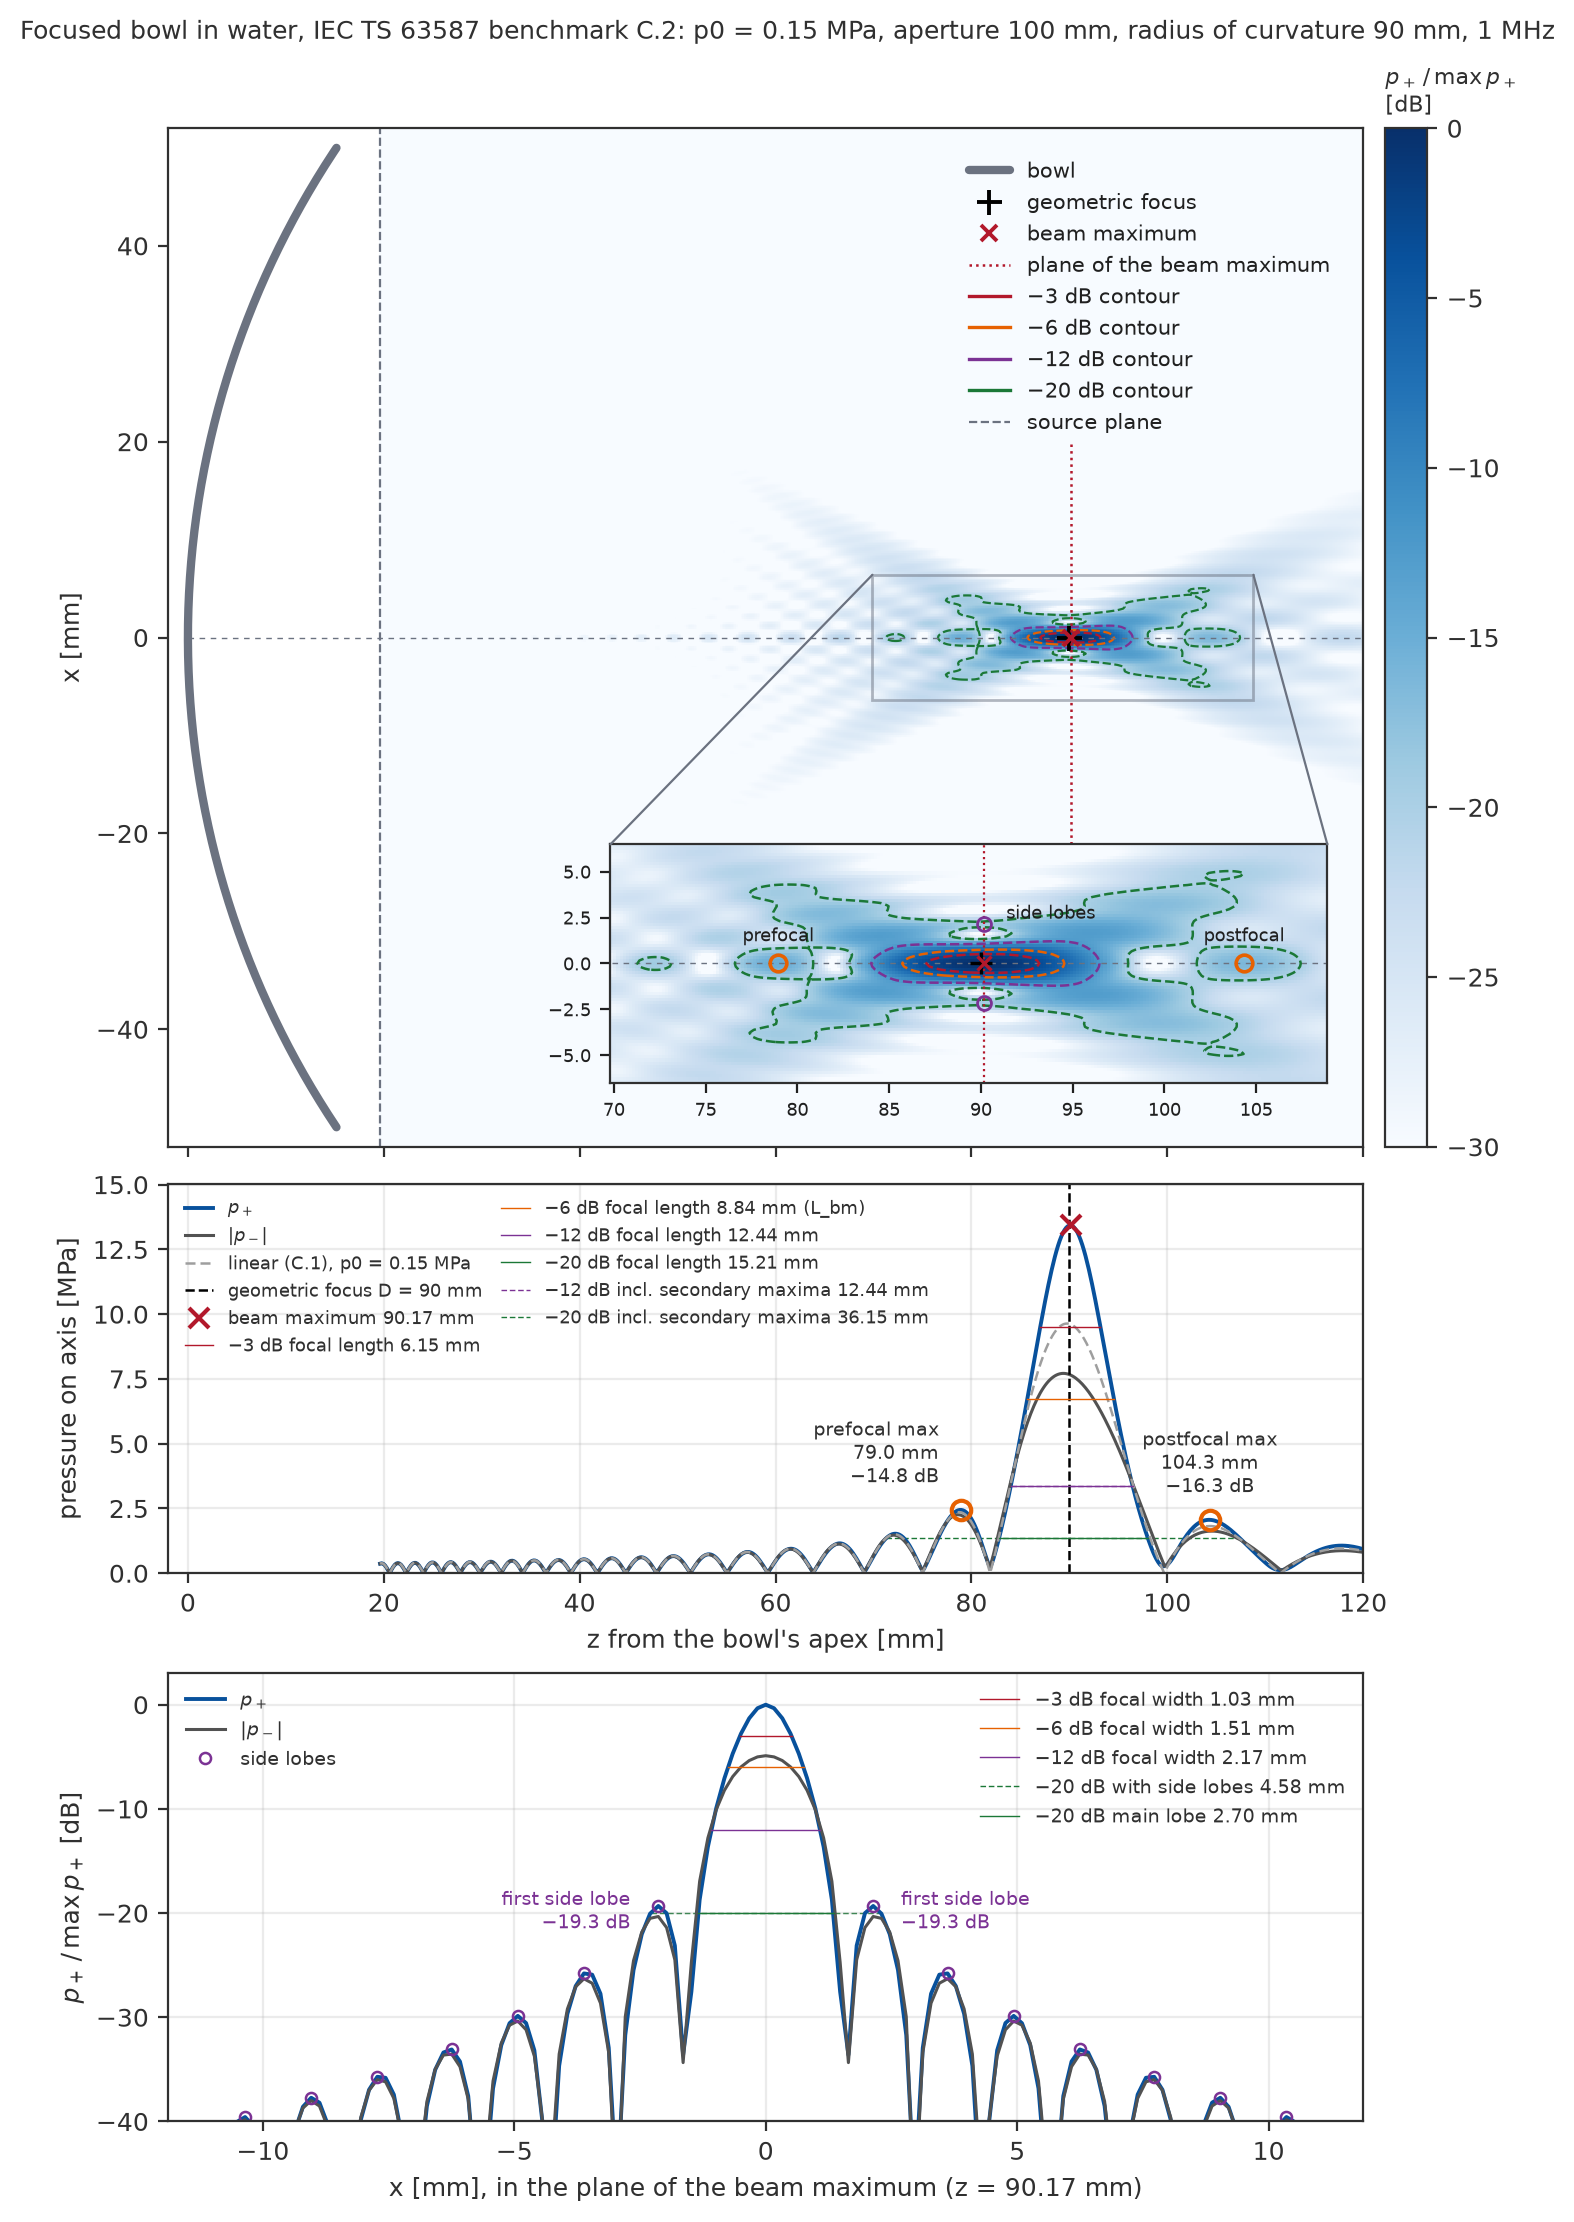 Focused bowl in water, IEC TS 63587 benchmark C.2: p0 = 0.15 MPa, aperture 100 mm, radius of curvature 90 mm, 1 MHz
p₊ / max p₊
[dB]
0
−5
−10
−15
−20
−25
−30
bowl
geometric focus
beam maximum
plane of the beam maximum
−3 dB contour
−6 dB contour
−12 dB contour
−20 dB contour
source plane
x [mm]
40
20
0
−20
−40
5.0
2.5
0.0
−2.5
−5.0
side lobes
prefocal
postfocal
70 75 80 85 90 95 100 105
pressure on axis [MPa]
15.0
12.5
10.0
7.5
5.0
2.5
0.0
p₊
|p₋|
linear (C.1), p0 = 0.15 MPa
geometric focus D = 90 mm
beam maximum 90.17 mm
−3 dB focal length 6.15 mm
−6 dB focal length 8.84 mm (L_bm)
−12 dB focal length 12.44 mm
−20 dB focal length 15.21 mm
−12 dB incl. secondary maxima 12.44 mm
−20 dB incl. secondary maxima 36.15 mm
prefocal max
79.0 mm
−14.8 dB
postfocal max
104.3 mm
−16.3 dB
0 20 40 60 80 100 120
z from the bowl's apex [mm]
p₊ / max p₊ [dB]
0
−10
−20
−30
−40
p₊
|p₋|
side lobes
−3 dB focal width 1.03 mm
−6 dB focal width 1.51 mm
−12 dB focal width 2.17 mm
−20 dB with side lobes 4.58 mm
−20 dB main lobe 2.70 mm
first side lobe
−19.3 dB
first side lobe
−19.3 dB
−10 −5 0 5 10
x [mm], in the plane of the beam maximum (z = 90.17 mm)